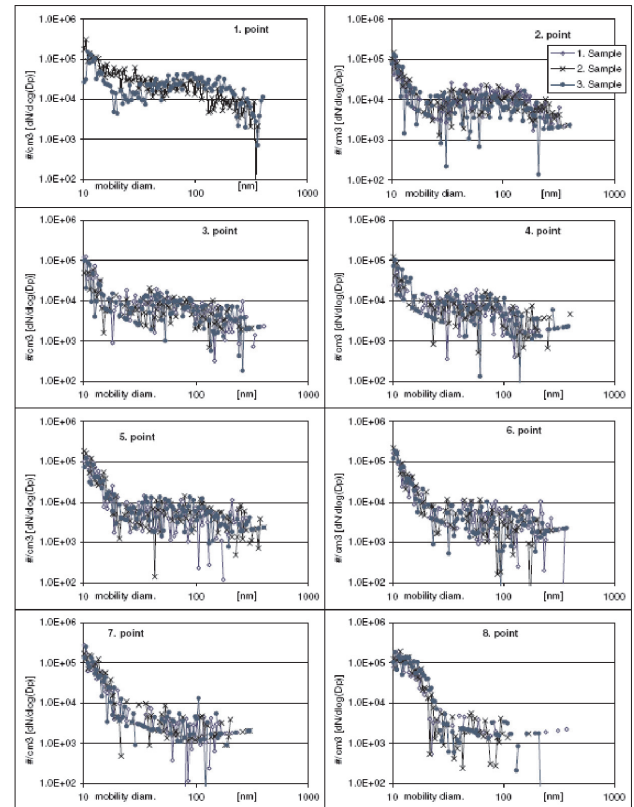 1.0E+06
1. point
1.0E+05
1.0E+04
1.0E+03
1.0E+02
#/cm3 [dN/dlog(Dp)]
10 mobility diam. 100 [nm] 1000
1.0E+06
2. point
1. Sample
2. Sample
3. Sample
1.0E+05
1.0E+04
1.0E+03
1.0E+02
#/cm3 [dN/dlog(Dp)]
10 mobility diam. 100 [nm] 1000
1.0E+06
3. point
1.0E+05
1.0E+04
1.0E+03
1.0E+02
#/cm3 [dN/dlog(Dp)]
10 mobility diam. 100 [nm] 1000
1.0E+06
4. point
1.0E+05
1.0E+04
1.0E+03
1.0E+02
#/cm3 [dN/dlog(Dp)]
10 mobility diam. 100 [nm] 1000
1.0E+06
5. point
1.0E+05
1.0E+04
1.0E+03
1.0E+02
#/cm3 [dN/dlog(Dp)]
10 mobility diam. 100 [nm] 1000
1.0E+06
6. point
1.0E+05
1.0E+04
1.0E+03
1.0E+02
#/cm3 [dN/dlog(Dp)]
10 mobility diam. 100 [nm] 1000
1.0E+06
7. point
1.0E+05
1.0E+04
1.0E+03
1.0E+02
#/cm3 [dN/dlog(Dp)]
10 mobility diam. 100 [nm] 1000
1.0E+06
8. point
1.0E+05
1.0E+04
1.0E+03
1.0E+02
#/cm3 [dN/dlog(Dp)]
10 mobility diam. 100 [nm] 1000